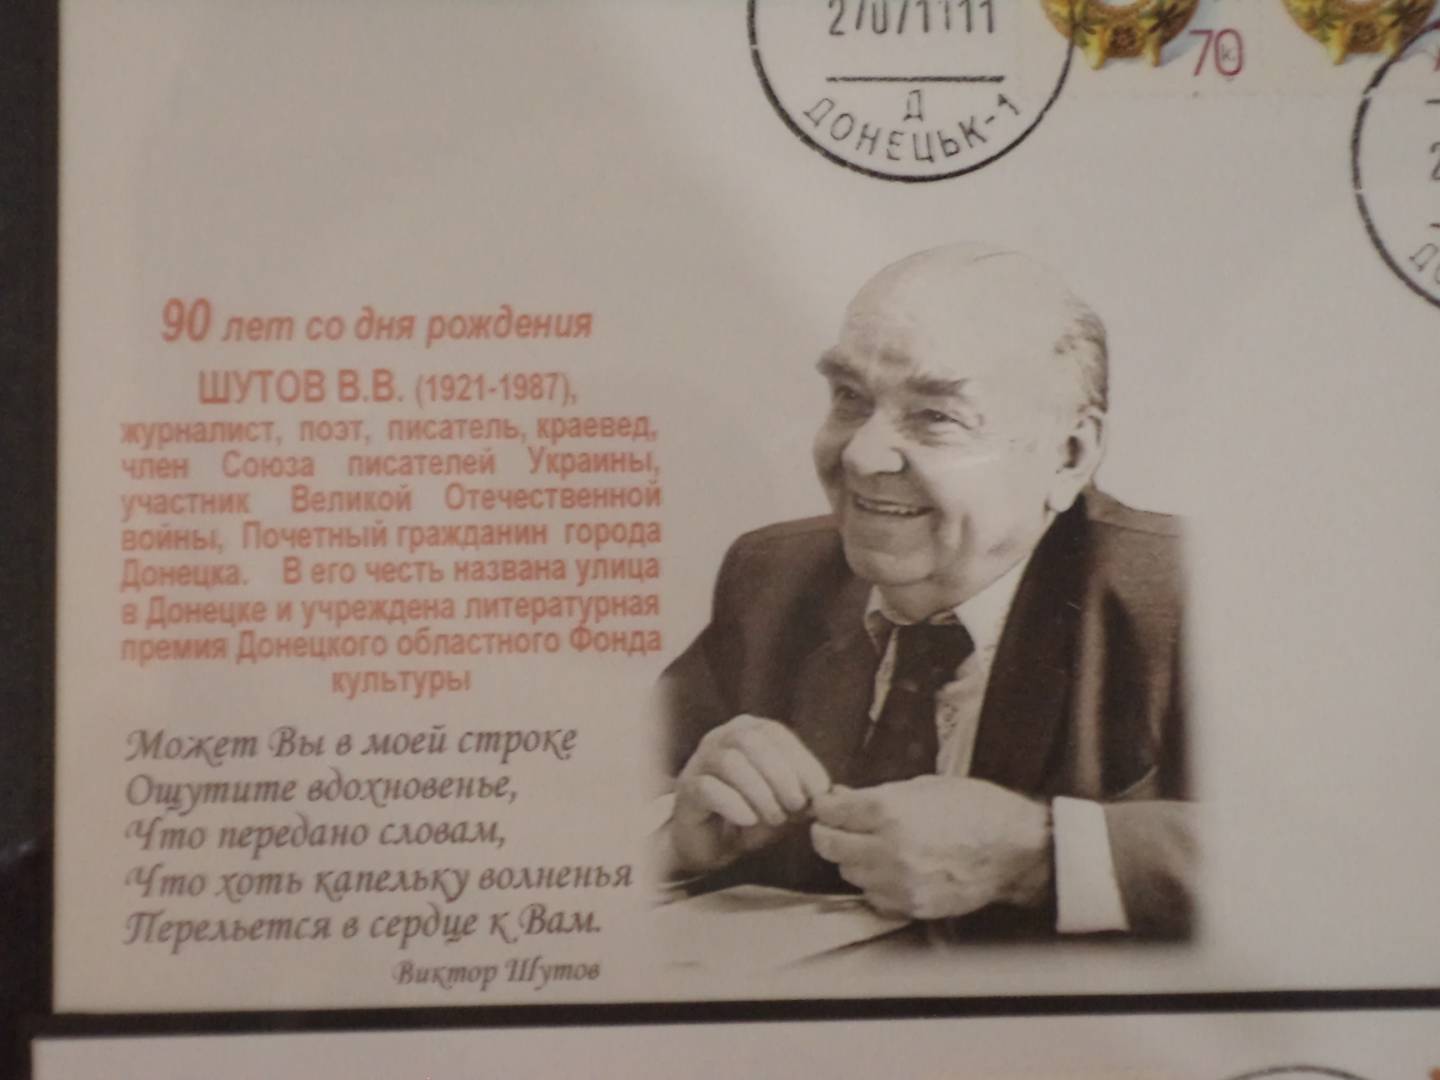 27071111
Д
ДОНЕЦЬК-1
70 k.
90 лет со дня рождения
ШУТОВ В.В. (1921-1987),
журналист, поэт, писатель, краевед,
член Союза писателей Украины,
участник Великой Отечественной
войны, Почетный гражданин города
Донецка. В его честь названа улица
в Донецке и учреждена литературная
премия Донецкого областного Фонда
культуры
Может Вы в моей строке
Ощутите вдохновенье,
Что передано словам,
Что хоть капельку волненья
Перельется в сердце к Вам.
Виктор Шутов